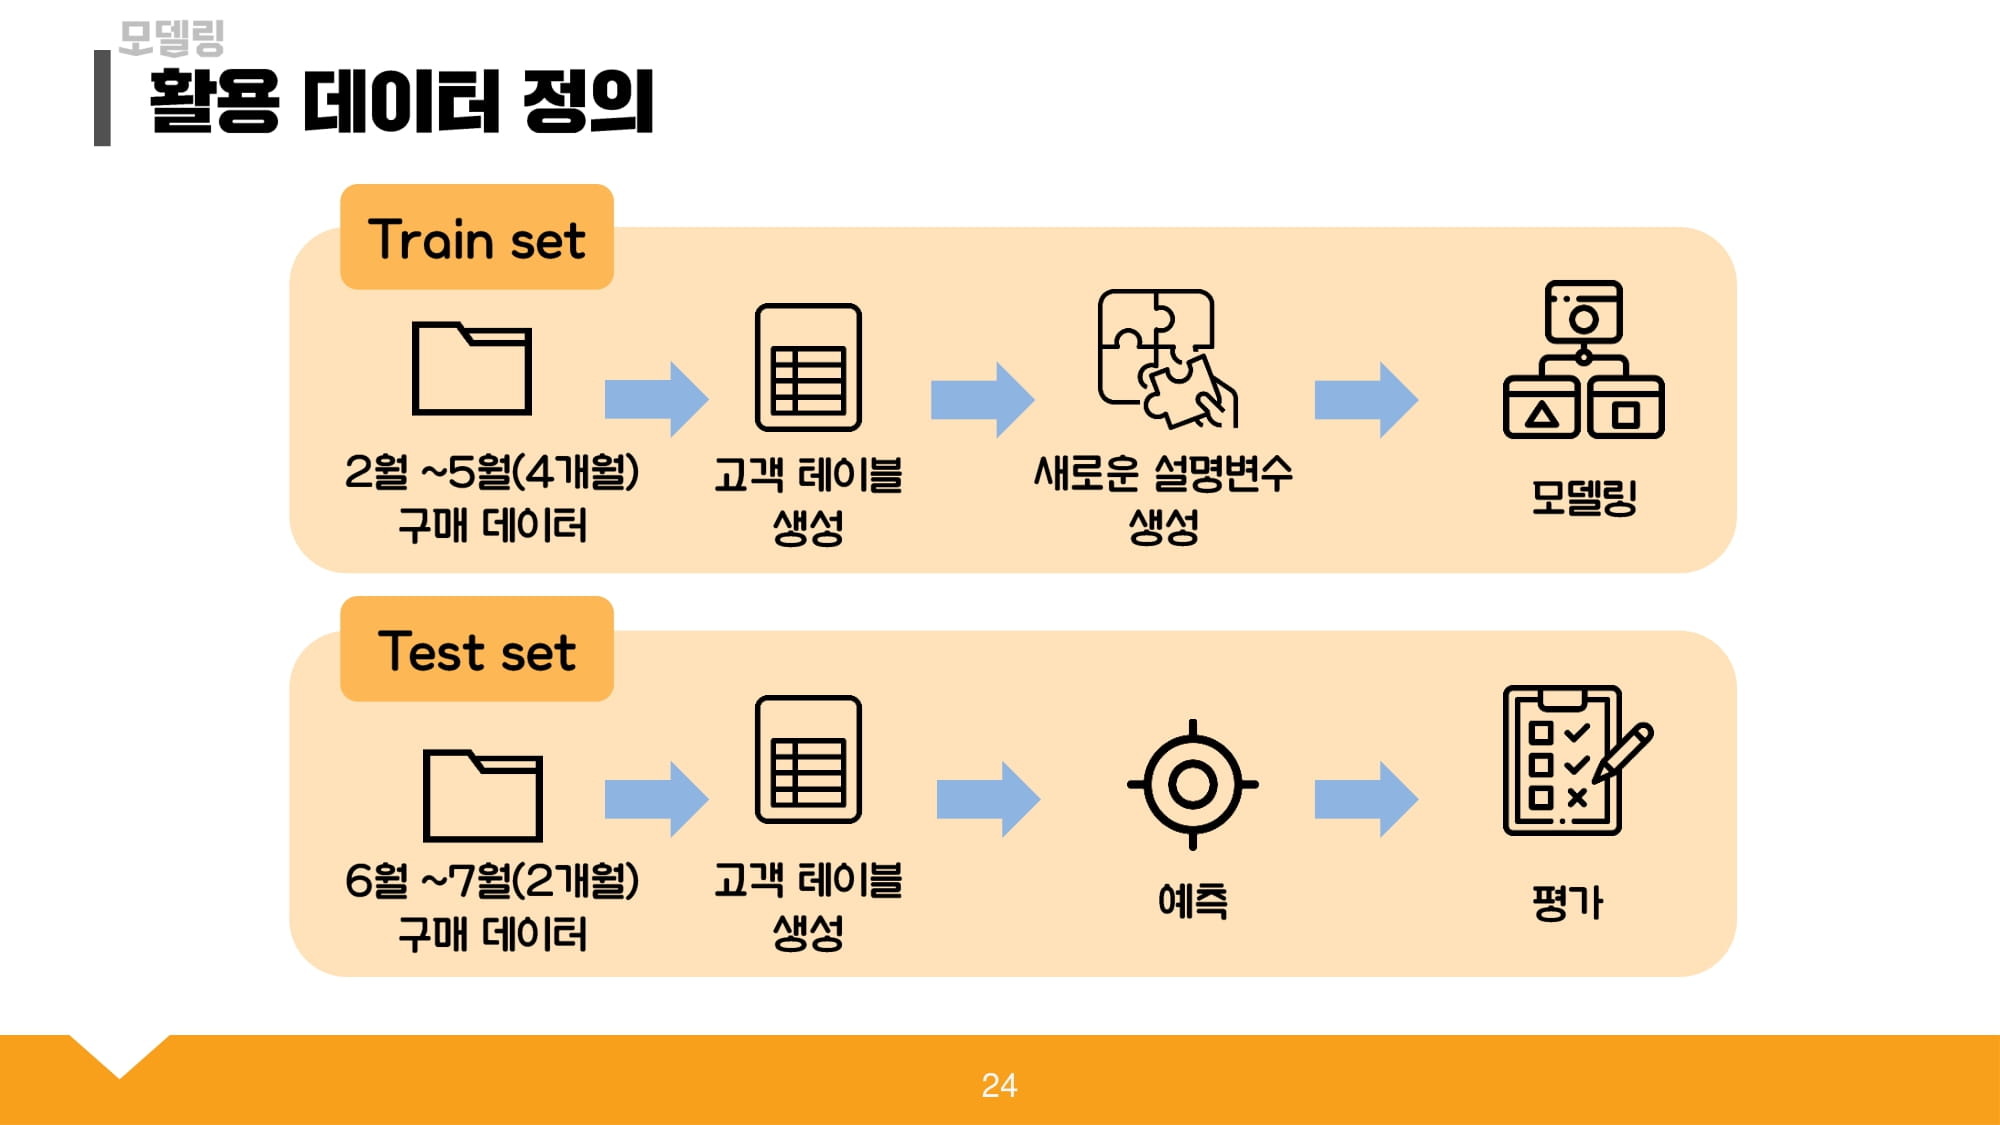 모델링
활용 데이터 정의
Train set
2월 ~5월(4개월)
구매 데이터
고객 테이블
생성
새로운 설명변수
생성
모델링
Test set
6월 ~7월(2개월)
구매 데이터
고객 테이블
생성
예측
평가
24